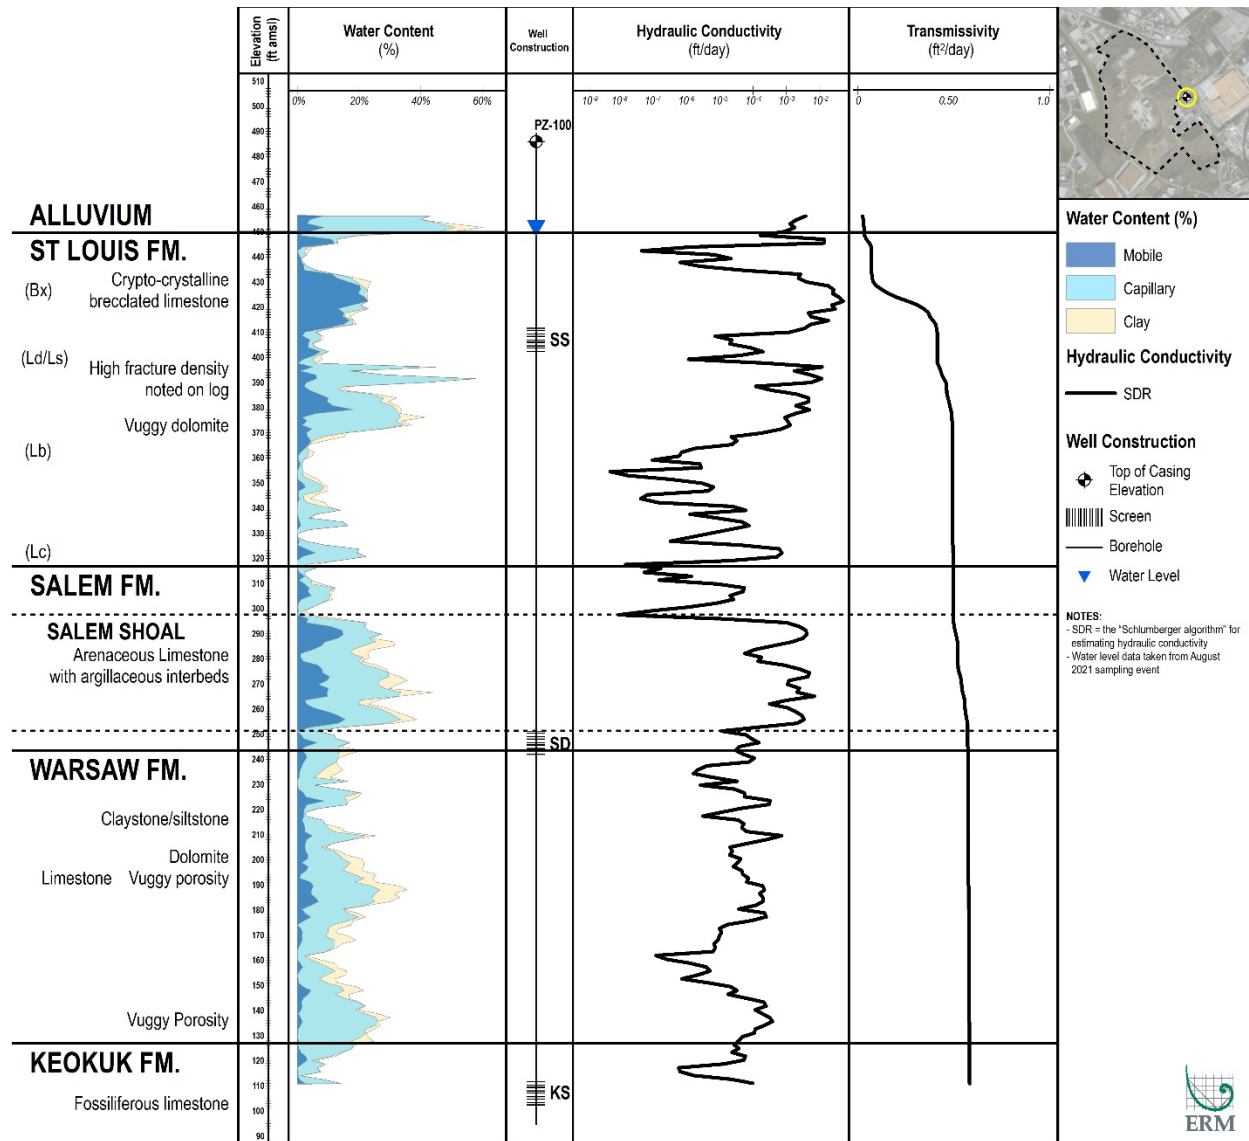 Elevation
(ft amsl)
Water Content
(%)
Well
Construction
Hydraulic Conductivity
(ft/day)
Transmissivity
(ft²/day)
0%
20%
40%
60%
10⁻⁹
10⁻⁸
10⁻⁷
10⁻⁶
10⁻⁵
10⁻⁴
10⁻³
10⁻²
0
0.50
1.0
510
500
490
480
470
460
450
440
430
420
410
400
390
380
370
360
350
340
330
320
310
300
290
280
270
260
250
240
230
220
210
200
190
180
170
160
150
140
130
120
110
100
90
PZ-100
SS
SD
KS
ALLUVIUM
ST LOUIS FM.
(Bx)
Crypto-crystalline
brecclated limestone
(Ld/Ls)
High fracture density
noted on log
Vuggy dolomite
(Lb)
(Lc)
SALEM FM.
SALEM SHOAL
Arenaceous Limestone
with argillaceous interbeds
WARSAW FM.
Claystone/siltstone
Dolomite
Limestone Vuggy porosity
Vuggy Porosity
KEOKUK FM.
Fossiliferous limestone
Water Content (%)
Mobile
Capillary
Clay
Hydraulic Conductivity
SDR
Well Construction
Top of Casing
Elevation
Screen
Borehole
Water Level
NOTES:
- SDR = the "Schlumberger algorithm" for
estimating hydraulic conductivity
- Water level data taken from August
2021 sampling event
ERM